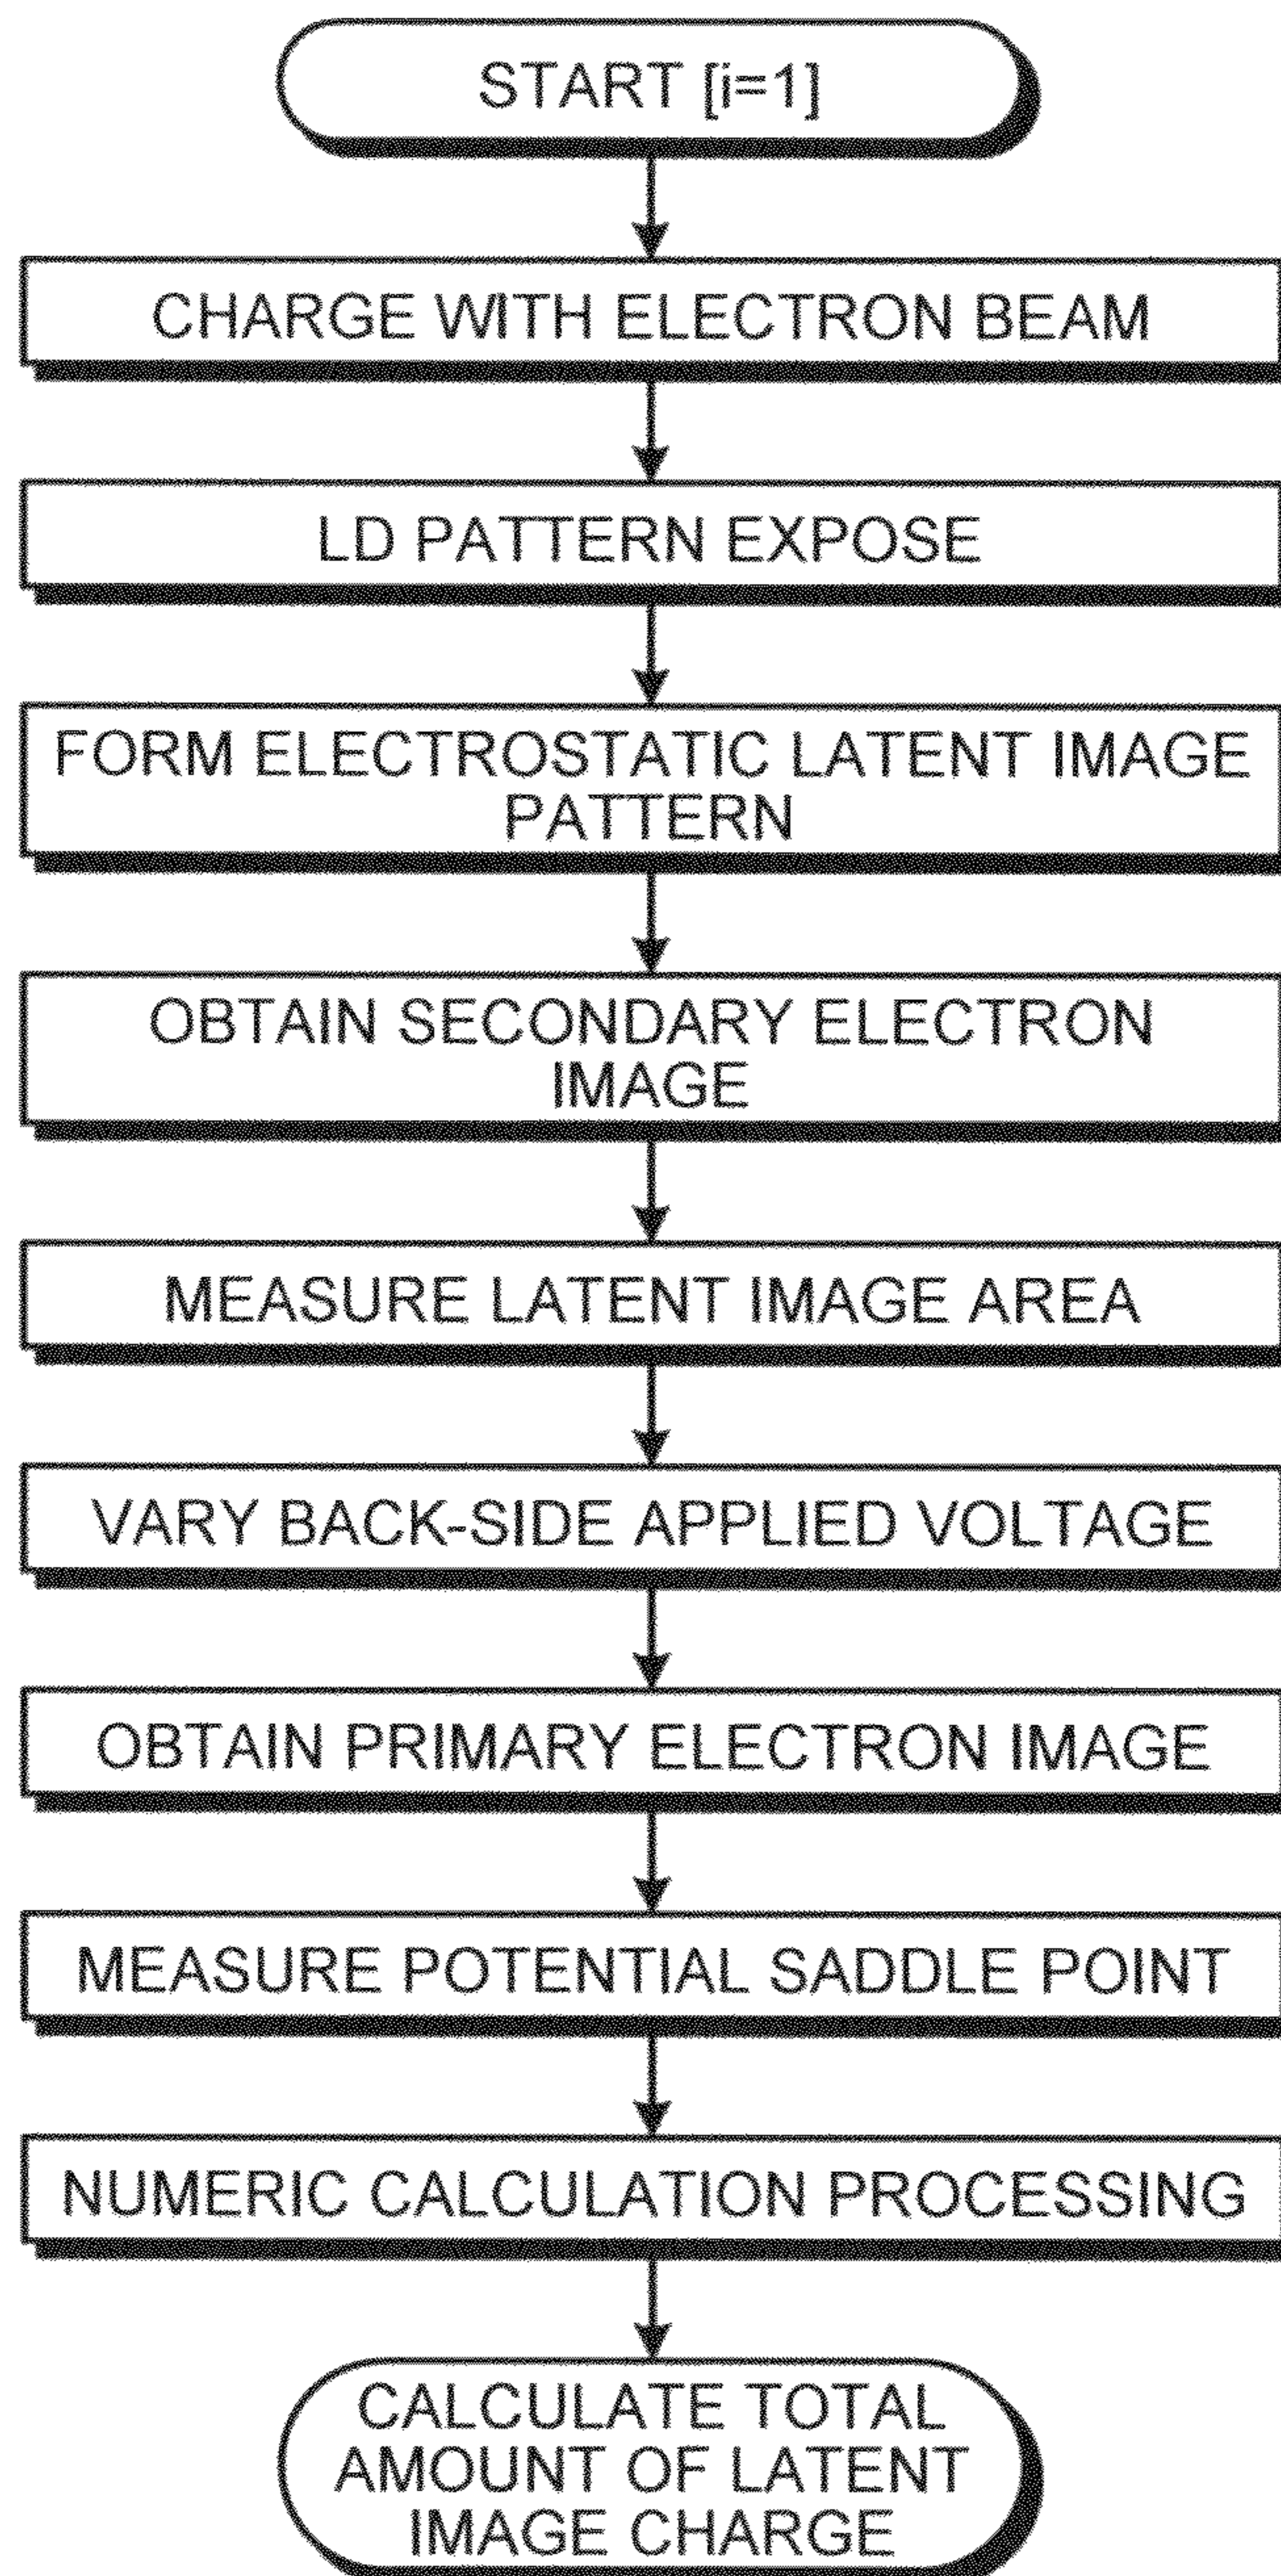 START [i=1]
CHARGE WITH ELECTRON BEAM
LD PATTERN EXPOSE
FORM ELECTROSTATIC LATENT IMAGE
PATTERN
OBTAIN SECONDARY ELECTRON
IMAGE
MEASURE LATENT IMAGE AREA
VARY BACK-SIDE APPLIED VOLTAGE
OBTAIN PRIMARY ELECTRON IMAGE
MEASURE POTENTIAL SADDLE POINT
NUMERIC CALCULATION PROCESSING
CALCULATE TOTAL
AMOUNT OF LATENT
IMAGE CHARGE